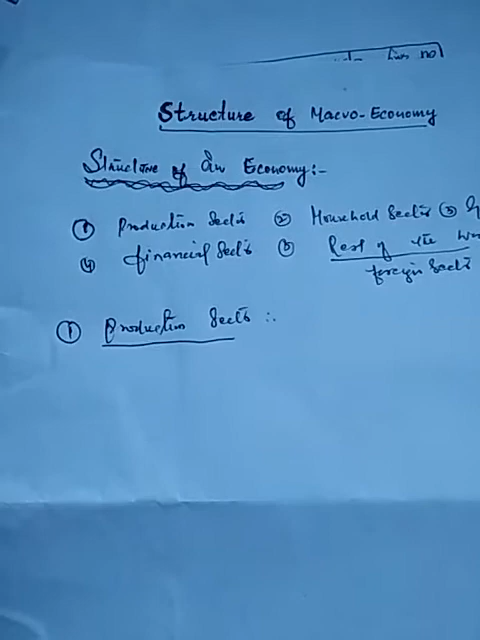 Structure of Macro-Economy
Structure of an Economy:-
① Production Sector ② Household Sector ③
④ financial Sector ⑤ Rest of the
foreign Sector
① Production Sector :.